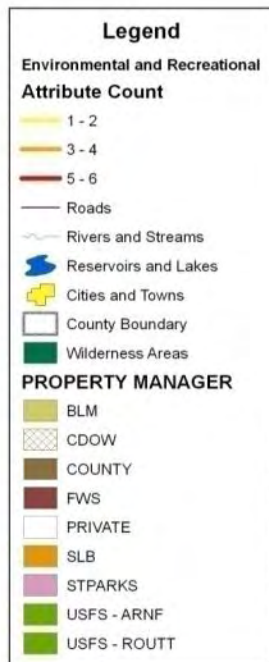 Legend
Environmental and Recreational
Attribute Count
1 - 2
3 - 4
5 - 6
Roads
Rivers and Streams
Reservoirs and Lakes
Cities and Towns
County Boundary
Wilderness Areas
PROPERTY MANAGER
BLM
CDOW
COUNTY
FWS
PRIVATE
SLB
STPARKS
USFS - ARNF
USFS - ROUTT